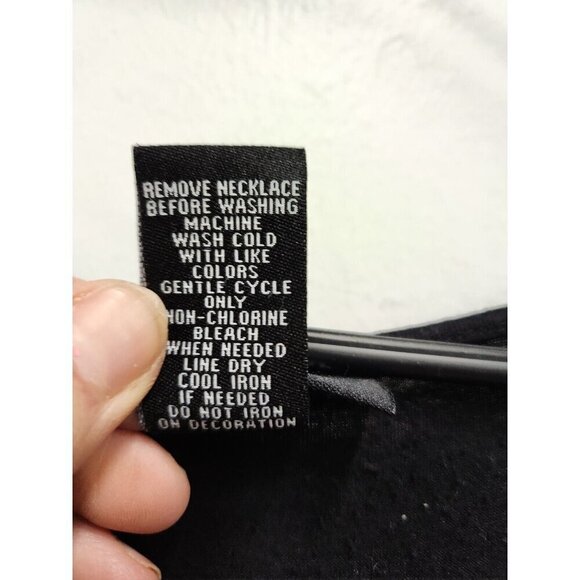 REMOVE NECKLACE
BEFORE WASHING
MACHINE
WASH COLD
WITH LIKE
COLORS
GENTLE CYCLE
ONLY
NON-CHLORINE
BLEACH
WHEN NEEDED
LINE DRY
COOL IRON
IF NEEDED
DO NOT IRON
ON DECORATION